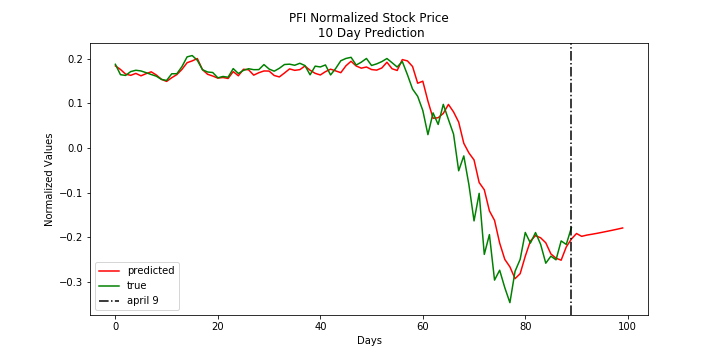 PFI Normalized Stock Price
10 Day Prediction
Normalized Values
0.2
0.1
0.0
−0.1
−0.2
−0.3
predicted
true
april 9
0 20 40 60 80 100
Days